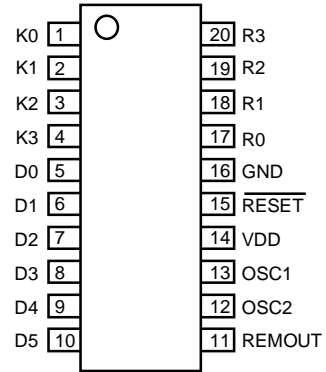 K0 1 20 R3
K1 2 19 R2
K2 3 18 R1
K3 4 17 R0
D0 5 16 GND
D1 6 15 RESET
D2 7 14 VDD
D3 8 13 OSC1
D4 9 12 OSC2
D5 10 11 REMOUT